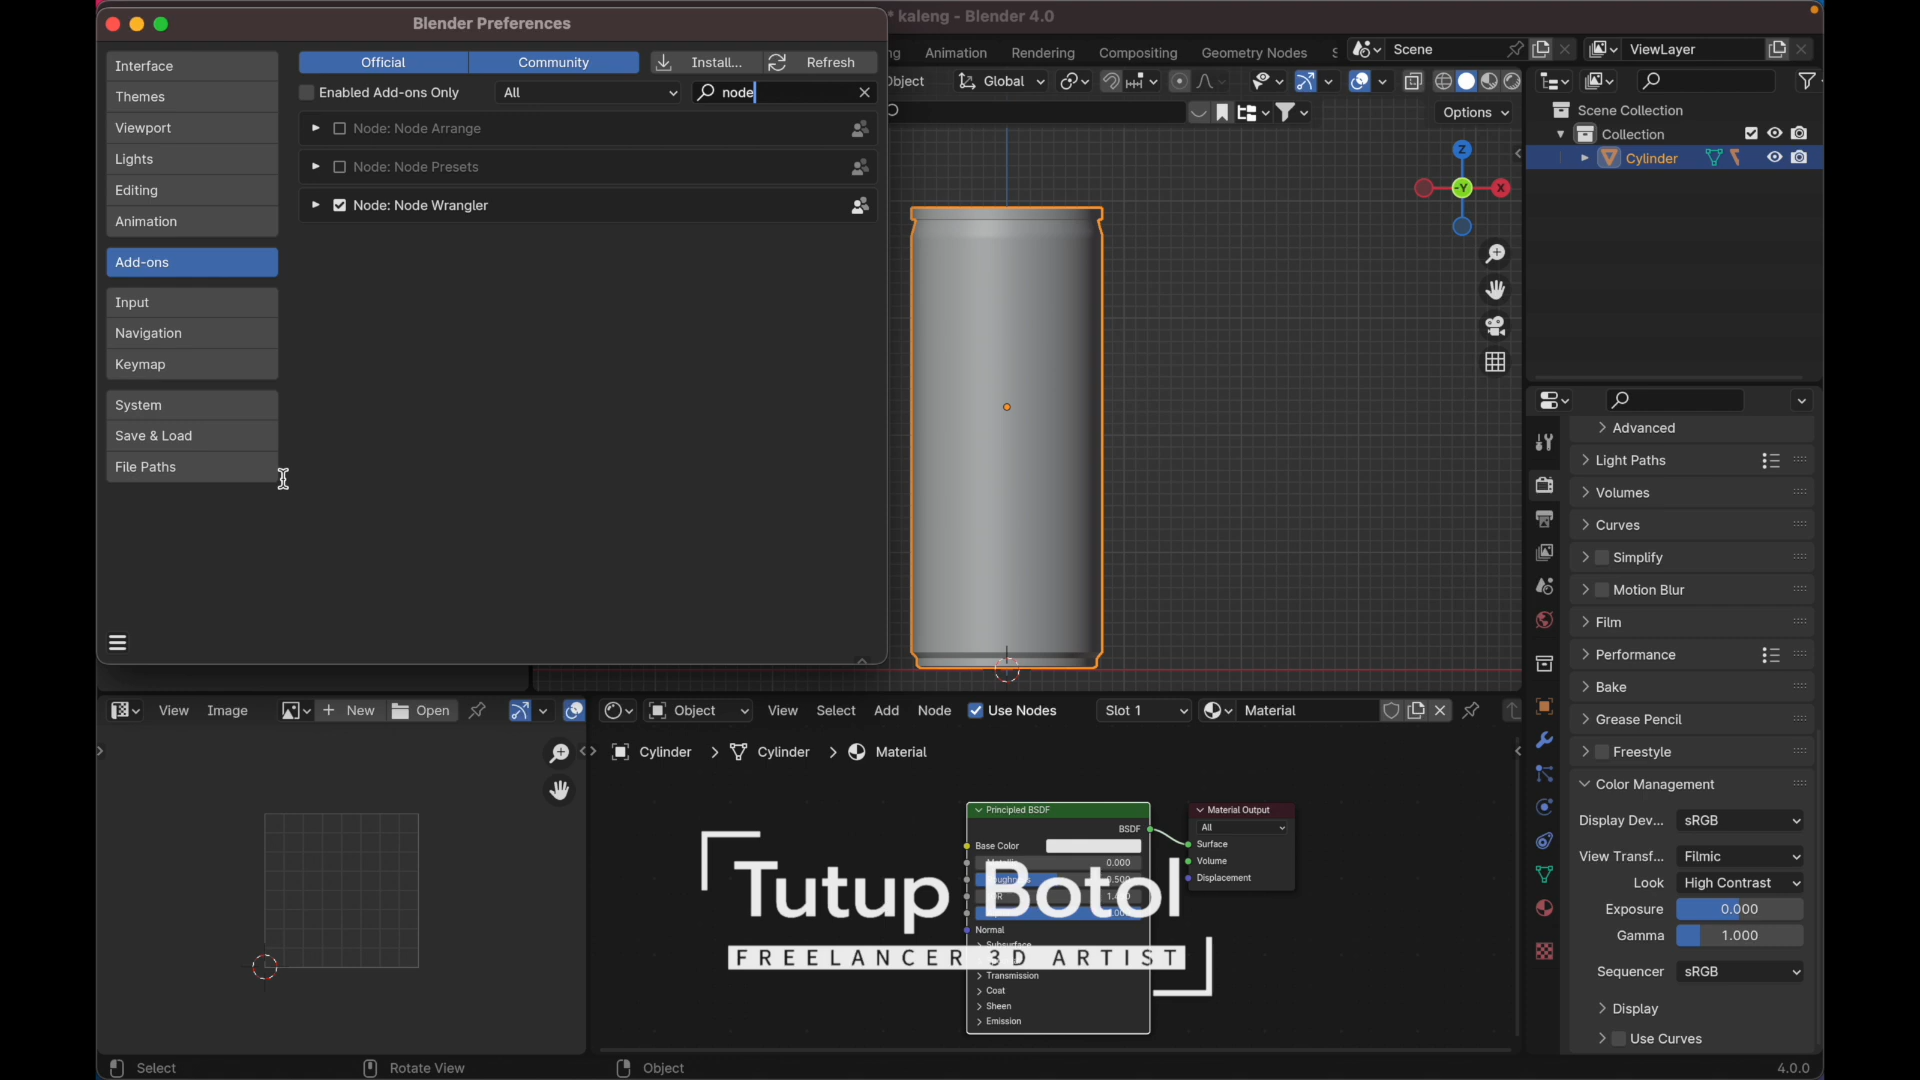 Blender Preferences
* kaleng - Blender 4.0
Interface
Themes
Viewport
Lights
Editing
Animation
Add-ons
Input
Navigation
Keymap
System
Save & Load
File Paths
Official
Community
Install...
Refresh
Enabled Add-ons Only
All
node
Node: Node Arrange
Node: Node Presets
Node: Node Wrangler
Animation
Rendering
Compositing
Geometry Nodes
Scene
ViewLayer
Object
Global
Options
Z
-Y
X
Scene Collection
Collection
Cylinder
Advanced
Light Paths
Volumes
Curves
Simplify
Motion Blur
Film
Performance
Bake
Grease Pencil
Freestyle
Color Management
Display Dev... sRGB
View Transf... Filmic
Look High Contrast
Exposure 0.000
Gamma 1.000
Sequencer sRGB
Display
Use Curves
View
Image
New
Open
Object
View
Select
Add
Node
Use Nodes
Slot 1
Material
Cylinder > Cylinder > Material
Principled BSDF
BSDF
Base Color
0.000
Normal
Transmission
Coat
Sheen
Emission
Material Output
All
Surface
Volume
Displacement
Tutup Botol
FREELANCER 3D ARTIST
Select
Rotate View
Object
4.0.0